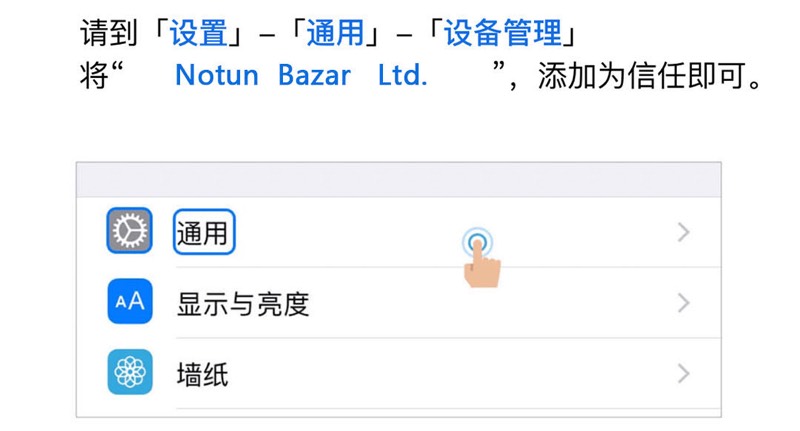 请到「设置」–「通用」–「设备管理」
将“ Notun Bazar Ltd. ”，添加为信任即可。
通用
AA 显示与亮度
墙纸